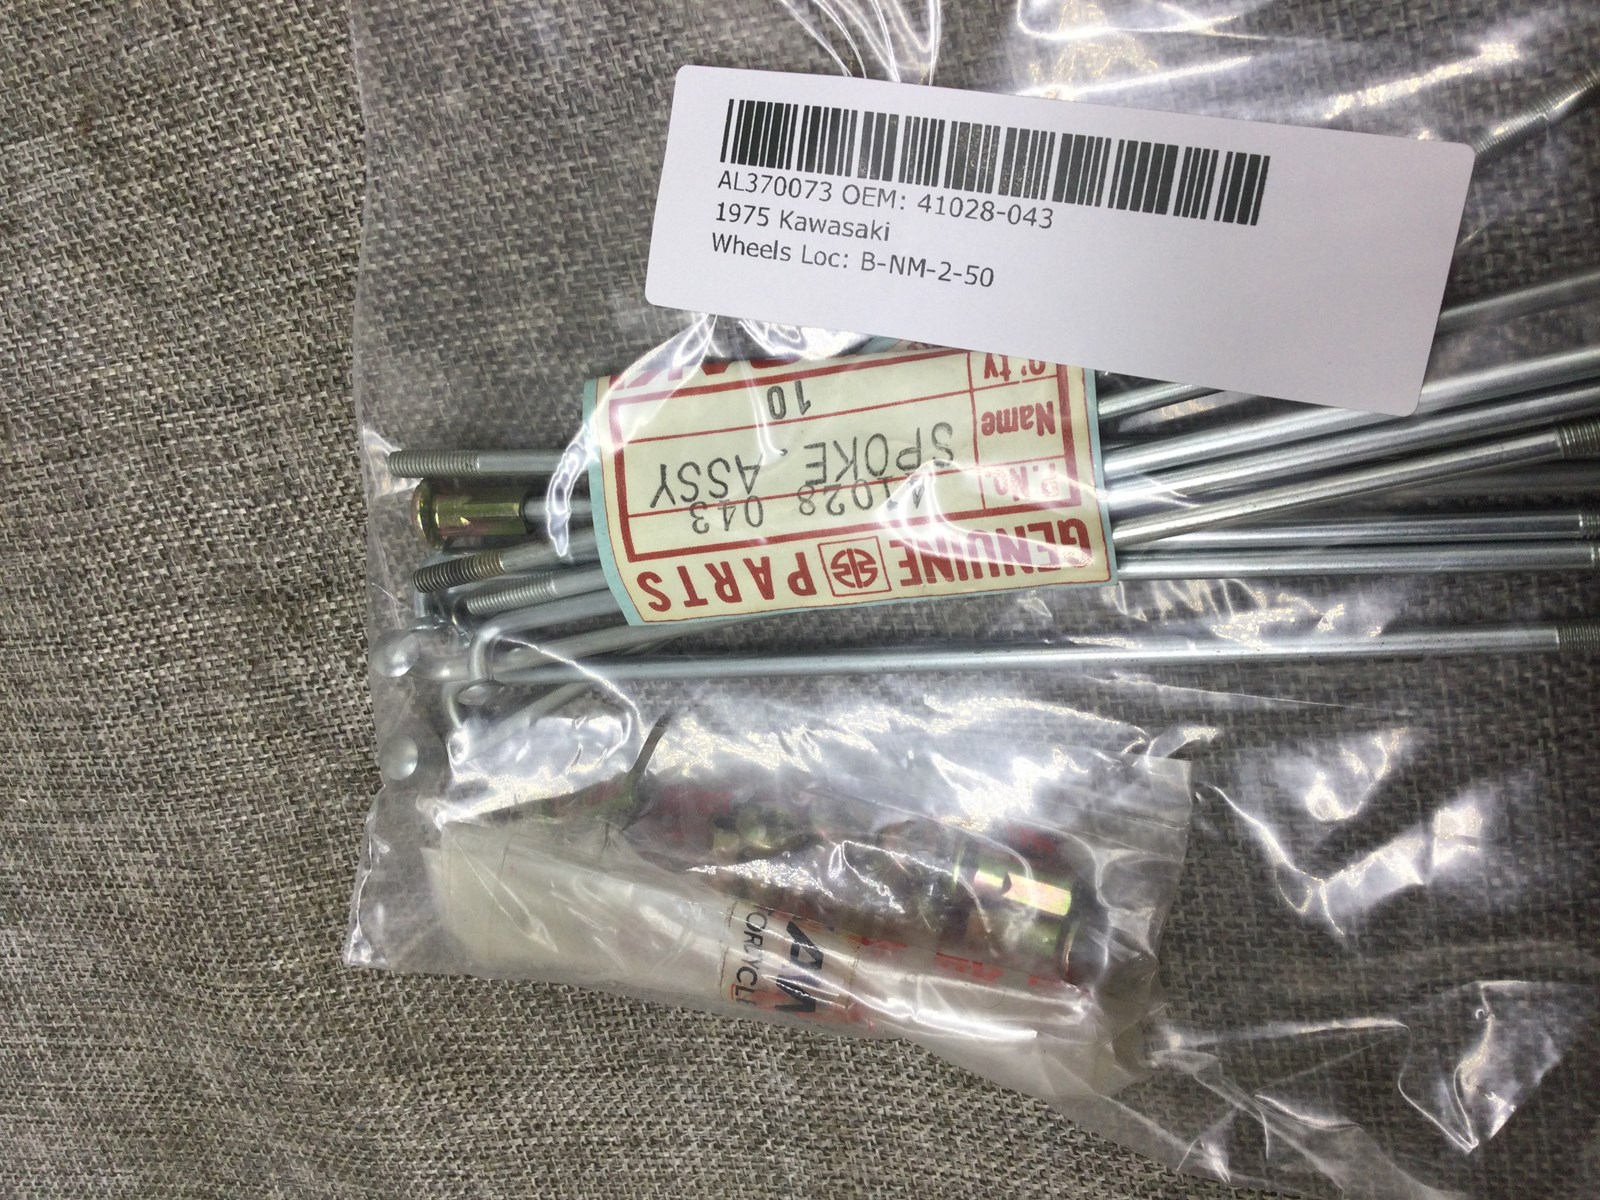 AL370073 OEM: 41028-043
1975 Kawasaki
Wheels Loc: B-NM-2-50
GENUINE PARTS
P.No. 41028 043
Name SPOKE. ASSY
Q'ty 10